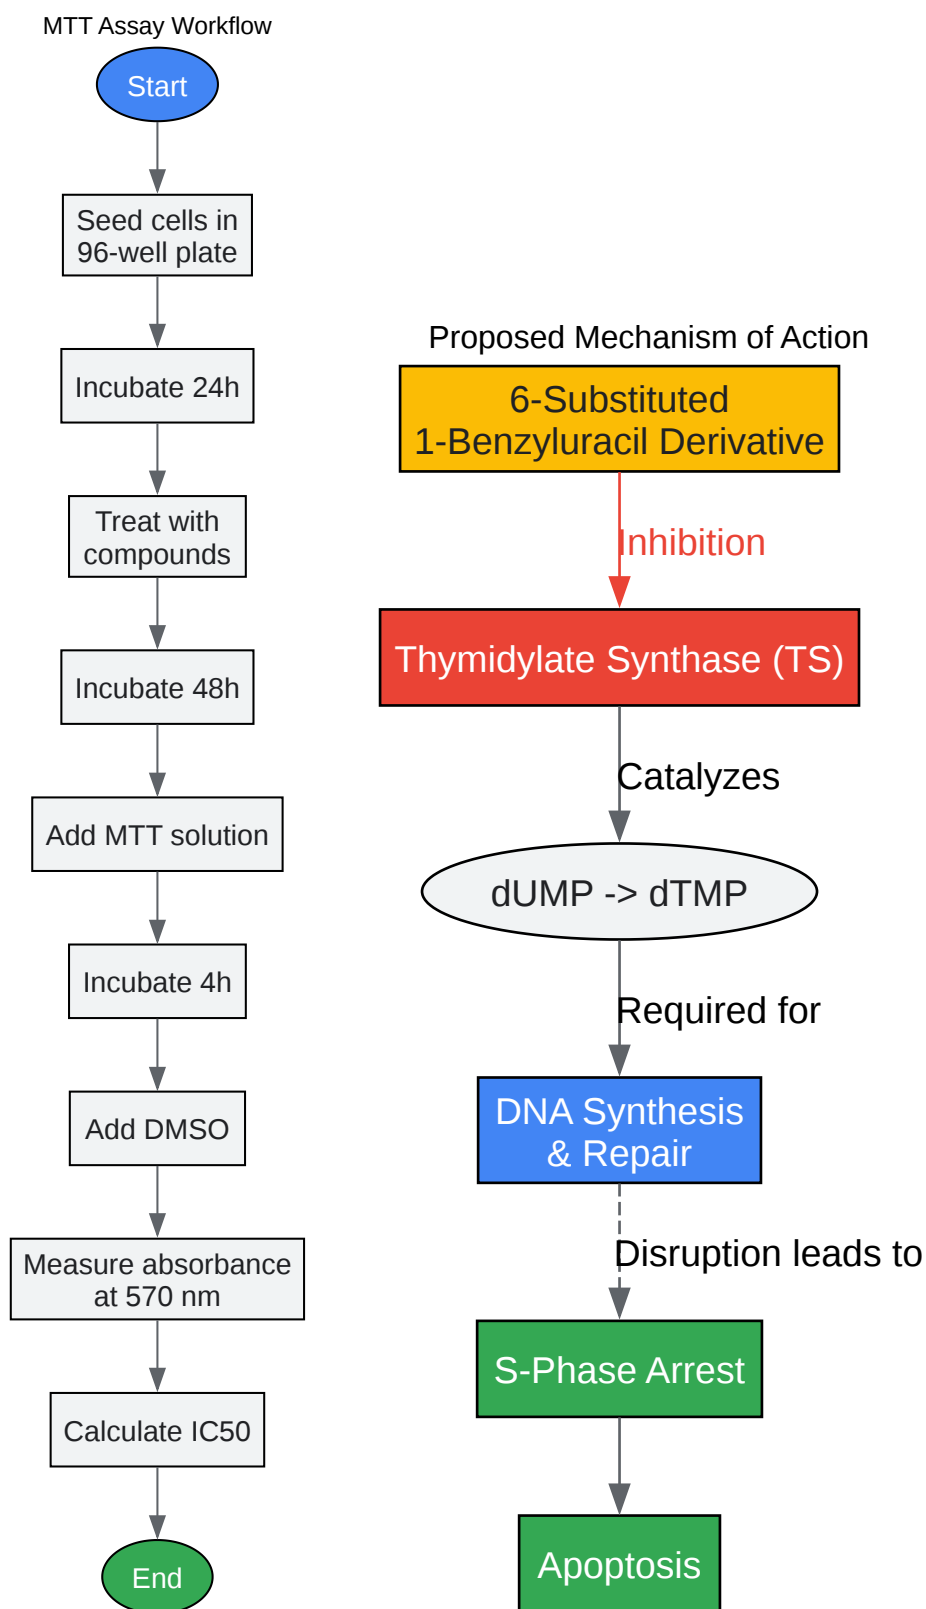 MTT Assay Workflow
Start
Seed cells in
96-well plate
Incubate 24h
Treat with
compounds
Incubate 48h
Add MTT solution
Incubate 4h
Add DMSO
Measure absorbance
at 570 nm
Calculate IC50
End
Proposed Mechanism of Action
6-Substituted
1-Benzyluracil Derivative
Inhibition
Thymidylate Synthase (TS)
Catalyzes
dUMP -> dTMP
Required for
DNA Synthesis
& Repair
Disruption leads to
S-Phase Arrest
Apoptosis